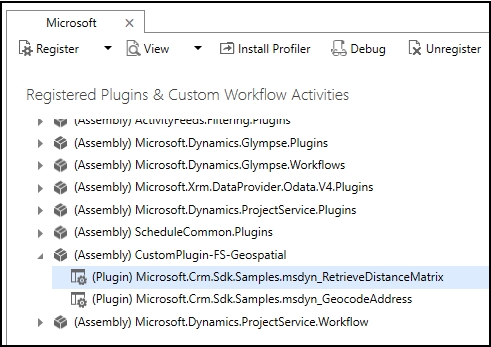 Microsoft
Register View Install Profiler Debug Unregister
Registered Plugins & Custom Workflow Activities
(Assembly) ActivityFeeds.Filtering.Plugins
(Assembly) Microsoft.Dynamics.Glympse.Plugins
(Assembly) Microsoft.Dynamics.Glympse.Workflows
(Assembly) Microsoft.Xrm.DataProvider.Odata.V4.Plugins
(Assembly) Microsoft.Dynamics.ProjectService.Plugins
(Assembly) ScheduleCommon.Plugins
(Assembly) CustomPlugin-FS-Geospatial
(Plugin) Microsoft.Crm.Sdk.Samples.msdyn_RetrieveDistanceMatrix
(Plugin) Microsoft.Crm.Sdk.Samples.msdyn_GeocodeAddress
(Assembly) Microsoft.Dynamics.ProjectService.Workflow